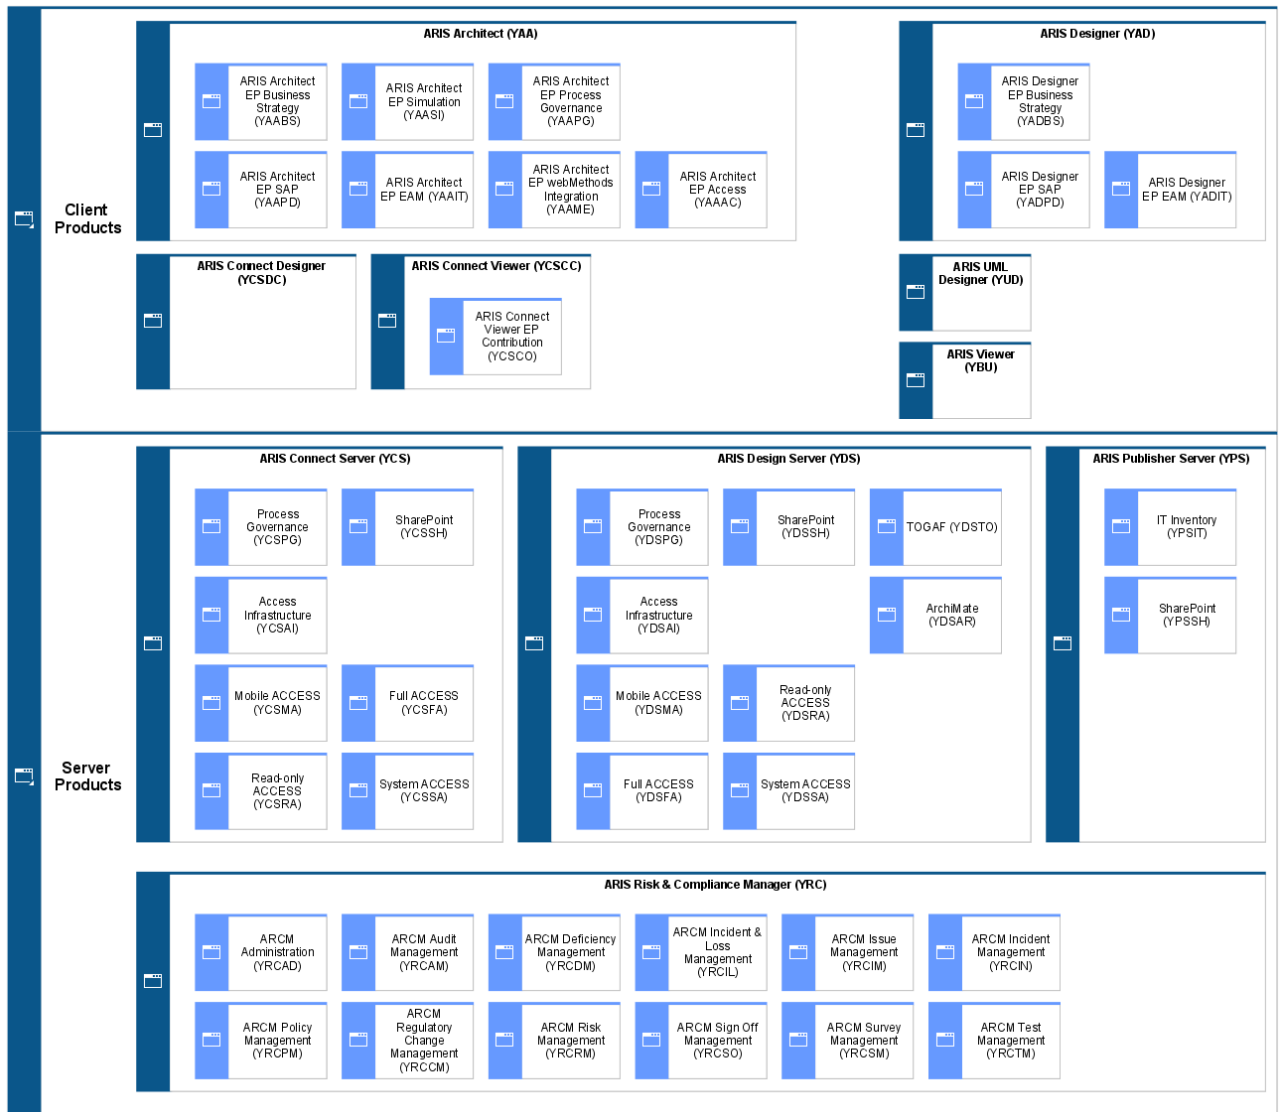 Client
Products
ARIS Architect (YAA)
ARIS Architect
EP Business
Strategy
(YAABS)
ARIS Architect
EP Simulation
(YAASI)
ARIS Architect
EP Process
Governance
(YAAPG)
ARIS Architect
EP SAP
(YAAPD)
ARIS Architect
EP EAM (YAAIT)
ARIS Architect
EP webMethods
Integration
(YAAME)
ARIS Architect
EP Access
(YAAAC)
ARIS Designer (YAD)
ARIS Designer
EP Business
Strategy
(YADBS)
ARIS Designer
EP SAP
(YADPD)
ARIS Designer
EP EAM (YADIT)
ARIS Connect Designer
(YCSDC)
ARIS Connect Viewer (YCSCC)
ARIS Connect
Viewer EP
Contribution
(YCSCO)
ARIS UML
Designer (YUD)
ARIS Viewer
(YBU)
Server
Products
ARIS Connect Server (YCS)
Process
Governance
(YCSPG)
SharePoint
(YCSSH)
Access
Infrastructure
(YCSAI)
Mobile ACCESS
(YCSMA)
Full ACCESS
(YCSFA)
Read-only
ACCESS
(YCSRA)
System ACCESS
(YCSSA)
ARIS Design Server (YDS)
Process
Governance
(YDSPG)
SharePoint
(YDSSH)
TOGAF (YDSTO)
Access
Infrastructure
(YDSAI)
ArchiMate
(YDSAR)
Mobile ACCESS
(YDSMA)
Read-only
ACCESS
(YDSRA)
Full ACCESS
(YDSFA)
System ACCESS
(YDSSA)
ARIS Publisher Server (YPS)
IT Inventory
(YPSIT)
SharePoint
(YPSSH)
ARIS Risk & Compliance Manager (YRC)
ARCM
Administration
(YRCAD)
ARCM Audit
Management
(YRCAM)
ARCM Deficiency
Management
(YRCDM)
ARCM Incident &
Loss
Management
(YRCIL)
ARCM Issue
Management
(YRCIM)
ARCM Incident
Management
(YRCIN)
ARCM Policy
Management
(YRCPM)
ARCM
Regulatory
Change
Management
(YRCCM)
ARCM Risk
Management
(YRCRM)
ARCM Sign Off
Management
(YRCSO)
ARCM Survey
Management
(YRCSM)
ARCM Test
Management
(YRCTM)